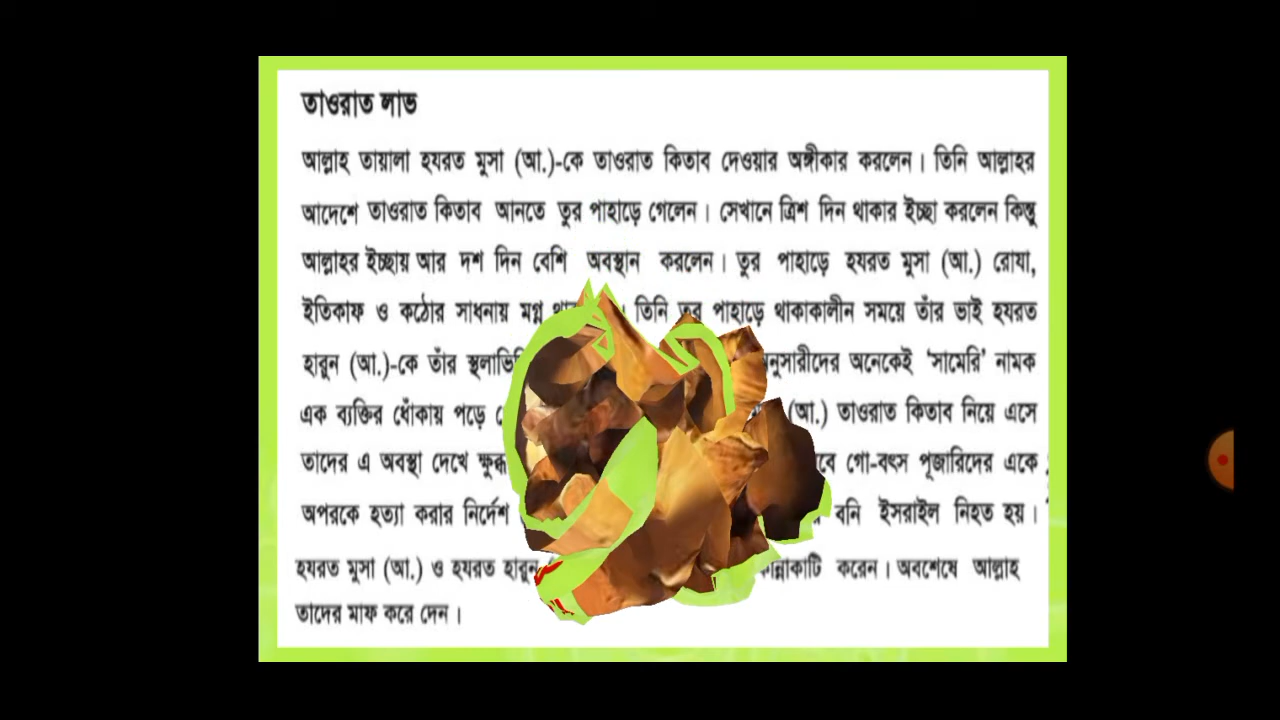 তাওরাত লাভ
আল্লাহ তায়ালা হযরত মুসা (আ.)-কে তাওরাত কিতাব দেওয়ার অঙ্গীকার করলেন। তিনি আল্লাহর
আদেশে তাওরাত কিতাব আনতে তুর পাহাড়ে গেলেন। সেখানে ত্রিশ দিন থাকার ইচ্ছা করলেন কিন্তু
আল্লাহর ইচ্ছায় আর দশ দিন বেশি অবস্থান করলেন। তুর পাহাড়ে হযরত মুসা (আ.) রোযা,
ইতিকাফ ও কঠোর সাধনায় মগ্ন তিনি তুর পাহাড়ে থাকাকালীন সময়ে তাঁর ভাই হযরত
হারুন (আ.)-কে তাঁর অনেকেই ‘সামেরি’ নামক
এক ব্যক্তির ধোঁকায় পড়ে (আ.) তাওরাত কিতাব নিয়ে এসে
তাদের এ অবস্থা দেখে ক্ষুব্ধ গো-বৎস পূজারিদের একে
অপরকে হত্যা করার নির্দেশ বনি ইসরাইল নিহত হয়।
হযরত মুসা (আ.) ও হযরত হারুন কান্নাকাটি করেন। অবশেষে আল্লাহ
তাদের মাফ করে দেন।